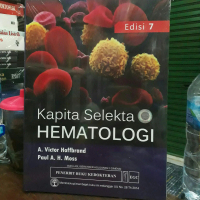 Edisi 7
Kapita Selekta
HEMATOLOGI
A. Victor Hoffbrand
Paul A. H. Moss
PENERBIT BUKU KEDOKTERAN
EGC